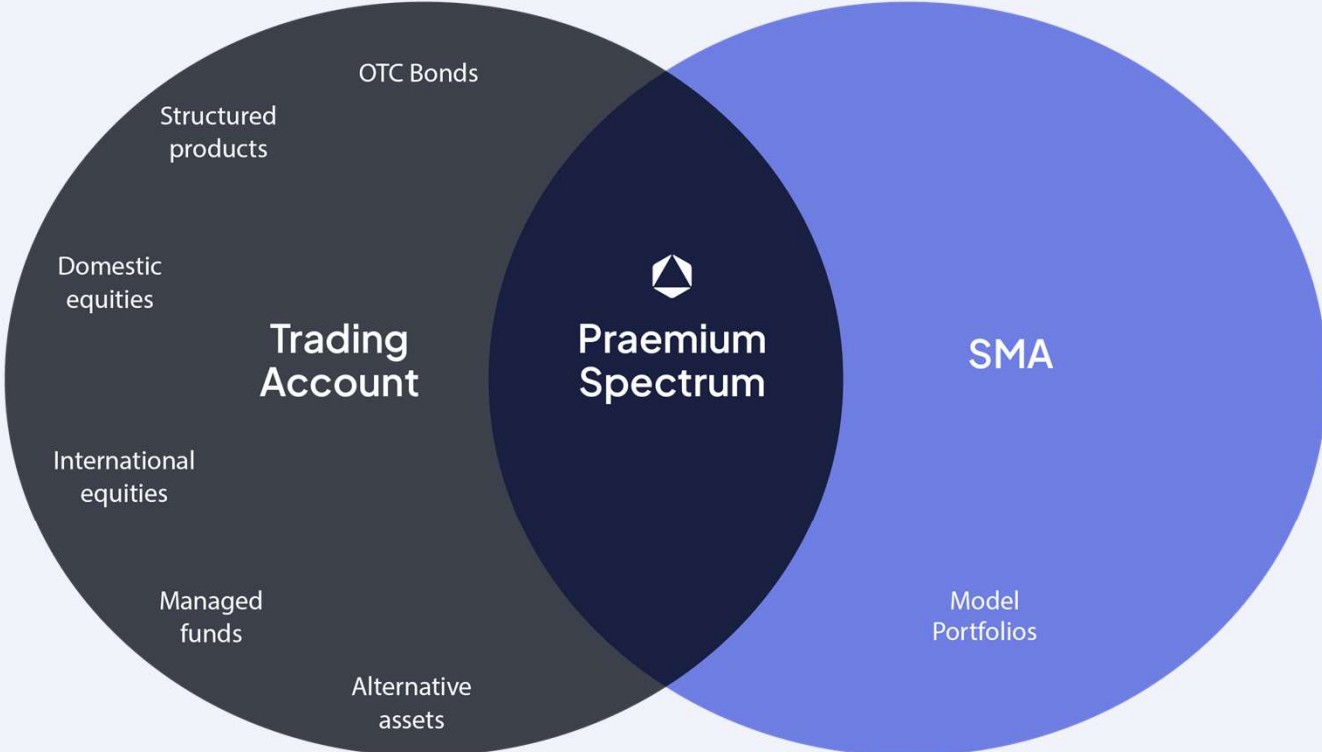 OTC Bonds
Structured
products
Domestic
equities
Trading
Account
International
equities
Managed
funds
Alternative
assets
Praemium
Spectrum
SMA
Model
Portfolios